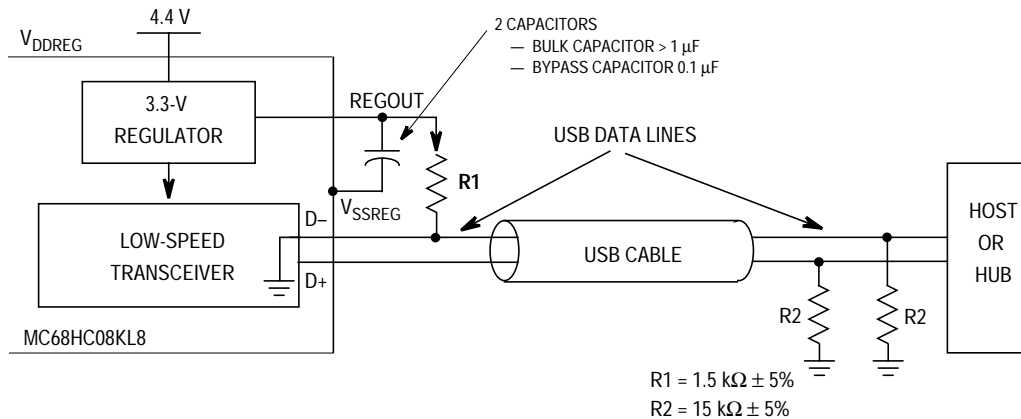 4.4 V
V_DDREG
2 CAPACITORS
— BULK CAPACITOR > 1 µF
— BYPASS CAPACITOR 0.1 µF
3.3-V
REGULATOR
REGOUT
R1
V_SSREG
USB DATA LINES
LOW-SPEED
TRANSCEIVER
D–
D+
USB CABLE
HOST
OR
HUB
R2
R2
MC68HC08KL8
R1 = 1.5 kΩ ± 5%
R2 = 15 kΩ ± 5%